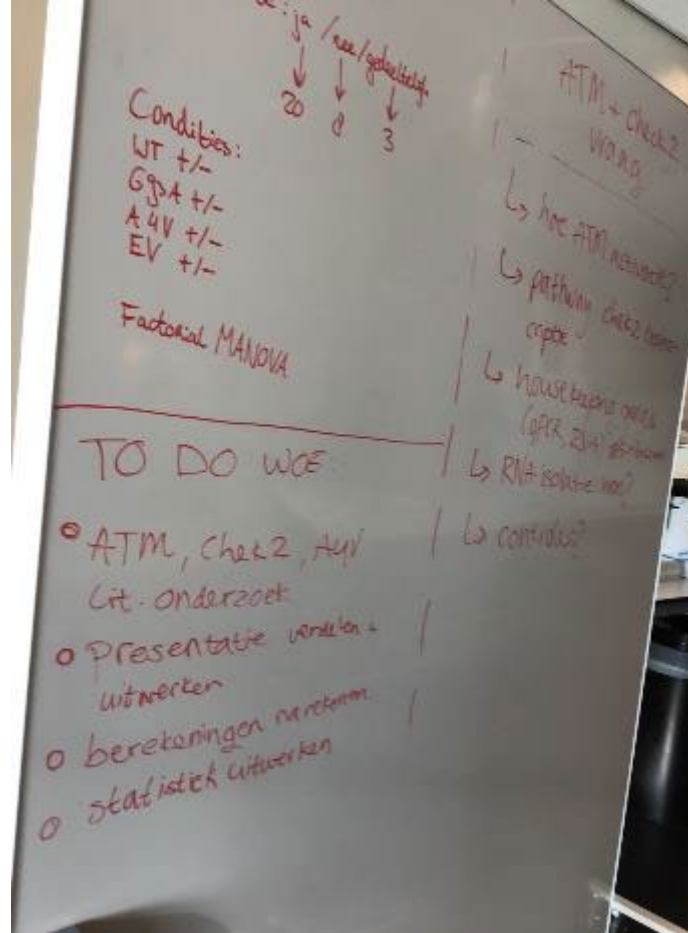 : ja / nee / gedeeltelijk
20 8 3
Condities:
WT +/-
G93A +/-
A4V +/-
EV +/-
Factorial MANOVA
TO DO WOE
ATM, Chek2, A4V
Lit. onderzoek
Presentatie verdelen +
uitwerken
berekeningen narekenen
statistiek uitwerken
ATM + Chek2
vraag
↳ hoe ATM
↳ pathway chek2
↳ housekeeping
(qPCR,
↳ RNA isolatie hoe?
↳ controles?